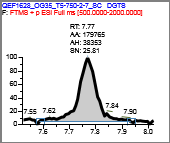 QEF1628_OG35_T5-750-2-7_SC DGT8
F: FTMS + p ESI Full ms [500.0000-2000.0000]
RT: 7.77
AA: 179765
AH: 38353
SN: 25.81
100
80
60
40
20
0
7.55
7.62
7.84
7.90
7.6
7.8
8.0